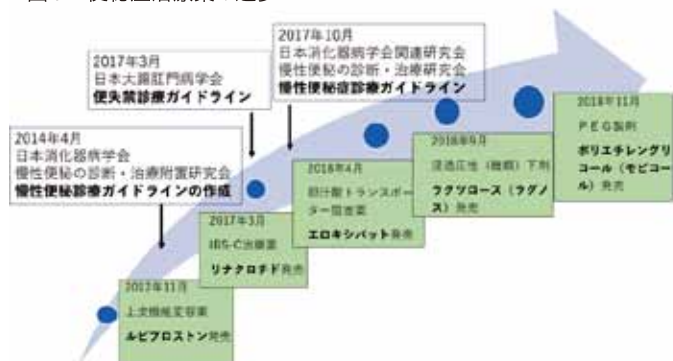 2017年3月
日本大腸肛門病学会
便失禁診療ガイドライン
2017年10月
日本消化器病学会関連研究会
慢性便秘の診断・治療研究会
慢性便秘症診療ガイドライン
2014年4月
日本消化器病学会
慢性便秘の診断・治療附置研究会
慢性便秘診療ガイドラインの作成
2012年11月
上皮機能変容薬
ルビプロストン発売
2017年3月
IBS-C治療薬
リナクロチド発売
2018年4月
胆汁酸トランスポー
ター阻害薬
エロキシバット発売
2018年9月
浸透圧性（糖類）下剤
ラクツロース（ラグノ
ス）発売
2018年11月
ＰＥＧ製剤
ポリエチレングリ
コール（モビコー
ル）発売